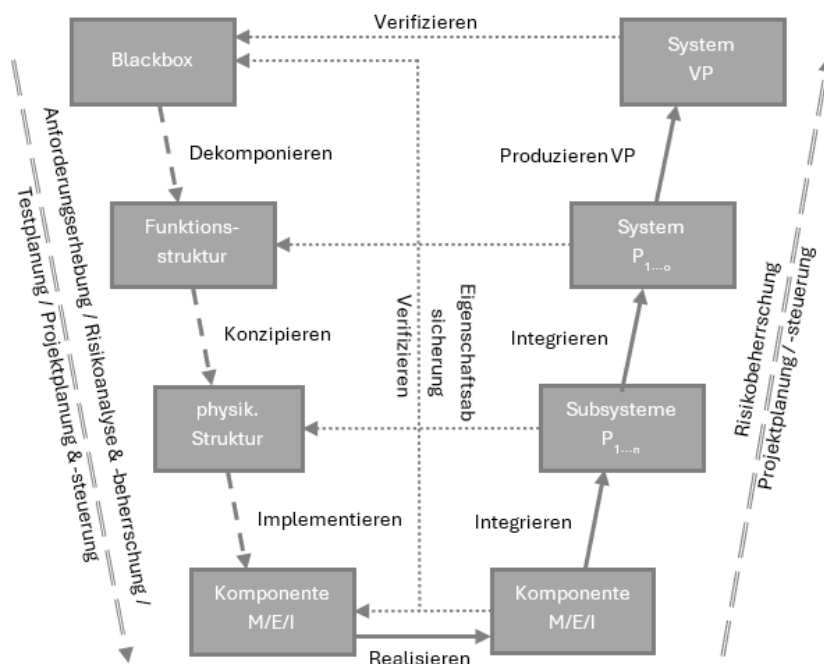 Verifizieren
Blackbox
System
VP
Dekomponieren
Produzieren VP
Funktions-
struktur
System
P1...o
Konzipieren
Eigenschaftsab
sicherung
Verifizieren
Integrieren
physik.
Struktur
Subsysteme
P1...n
Implementieren
Integrieren
Komponente
M/E/I
Komponente
M/E/I
Realisieren
Anforderungserhebung / Risikoanalyse & -beherrschung /
Testplanung / Projektplanung & -steuerung
Risikobeherrschung
Projektplanung / -steuerung